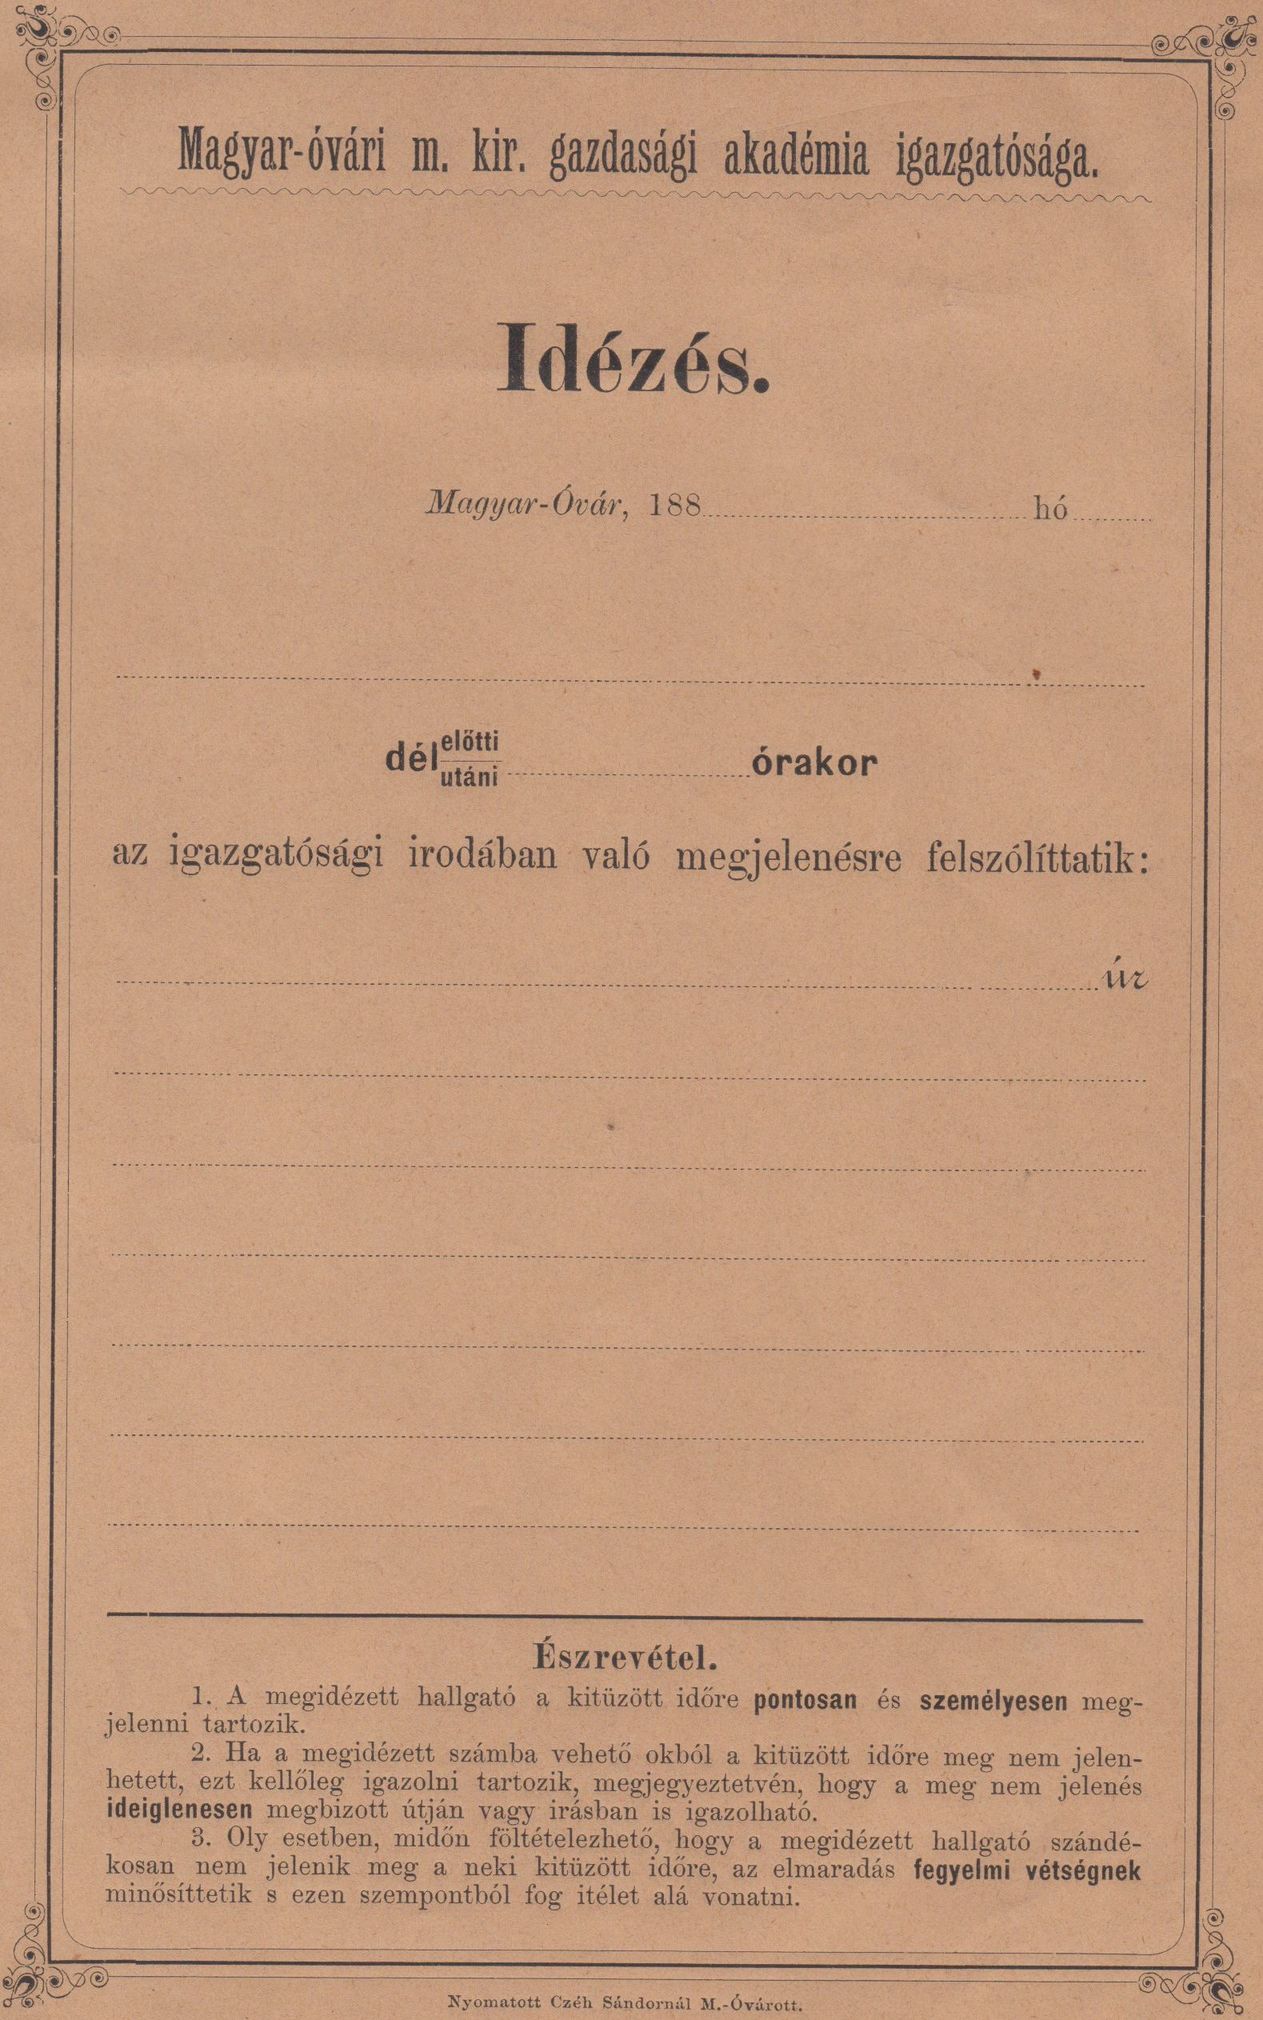 Magyar-óvári m. kir. gazdasági akadémia igazgatósága.
Idézés.
Magyar-Óvár, 188 hó
dél előtti
utáni órakor
az igazgatósági irodában való megjelenésre felszólíttatik:
úr
Észrevétel.
1. A megidézett hallgató a kitüzött időre pontosan és személyesen meg-
jelenni tartozik.
2. Ha a megidézett számba vehető okból a kitüzött időre meg nem jelen-
hetett, ezt kellőleg igazolni tartozik, megjegyeztetvén, hogy a meg nem jelenés
ideiglenesen megbizott útján vagy irásban is igazolható.
3. Oly esetben, midőn föltételezhető, hogy a megidézett hallgató szándé-
kosan nem jelenik meg a neki kitüzött időre, az elmaradás fegyelmi vétségnek
minősíttetik s ezen szempontból fog itélet alá vonatni.
Nyomatott Czéh Sándornál M.-Óvárott.